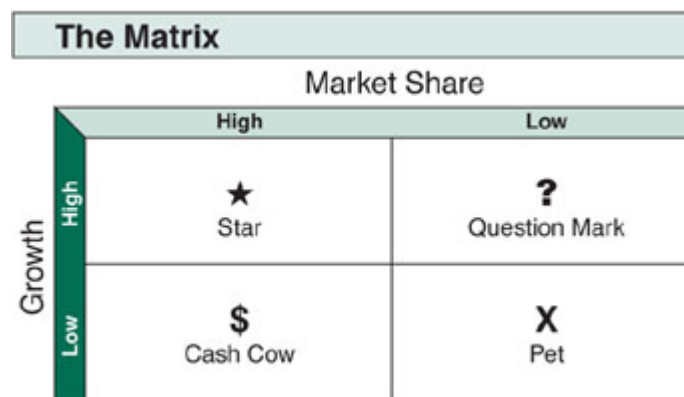 The Matrix
Market Share
High Low
Growth
High
★ ?
Star Question Mark
Low
$ X
Cash Cow Pet